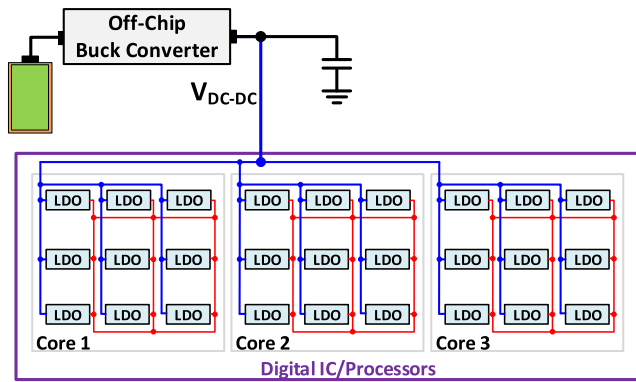 Off-Chip
Buck Converter
VDC-DC
LDO LDO LDO LDO LDO LDO LDO LDO LDO
LDO LDO LDO LDO LDO LDO LDO LDO LDO
LDO LDO LDO LDO LDO LDO LDO LDO LDO
Core 1 Core 2 Core 3
Digital IC/Processors